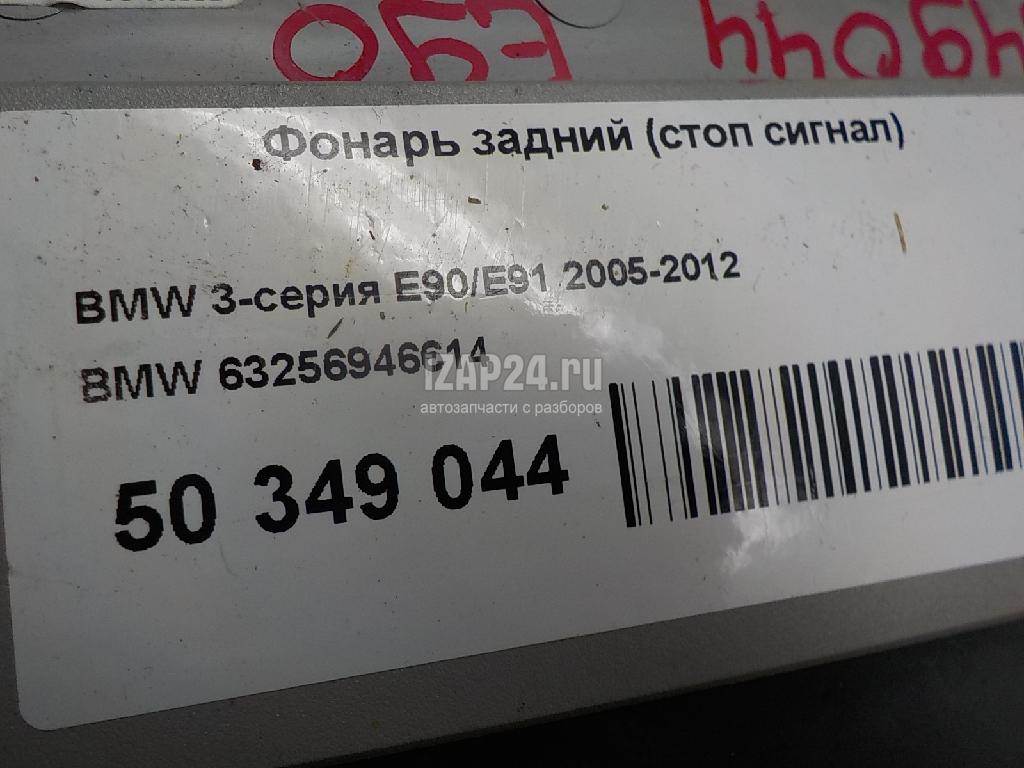 E90 49044
Фонарь задний (стоп сигнал)
BMW 3-серия E90/E91 2005-2012
BMW 63256946614
iZAP24.ru
автозапчасти с разборов
50 349 044